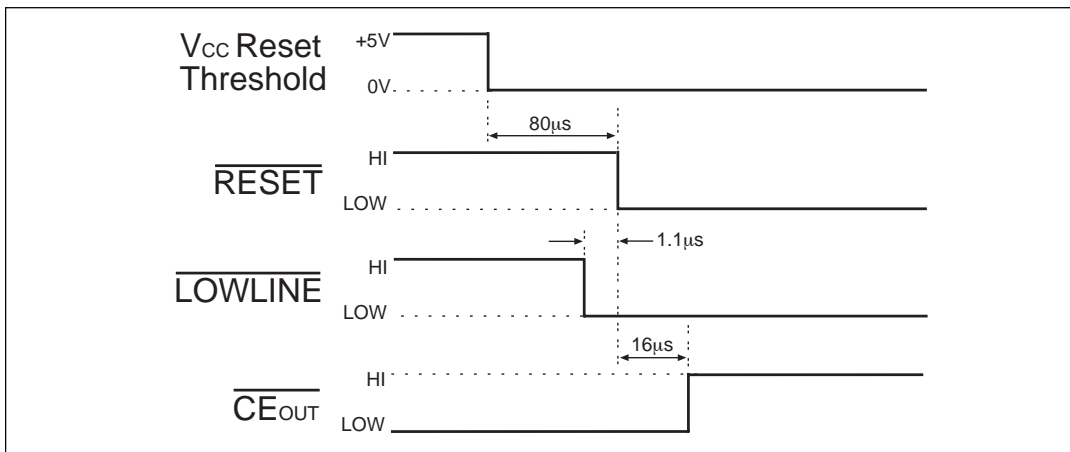 VCC Reset
Threshold
+5V
0V
80μs
RESET
HI
LOW
1.1μs
LOWLINE
HI
LOW
16μs
CEOUT
HI
LOW